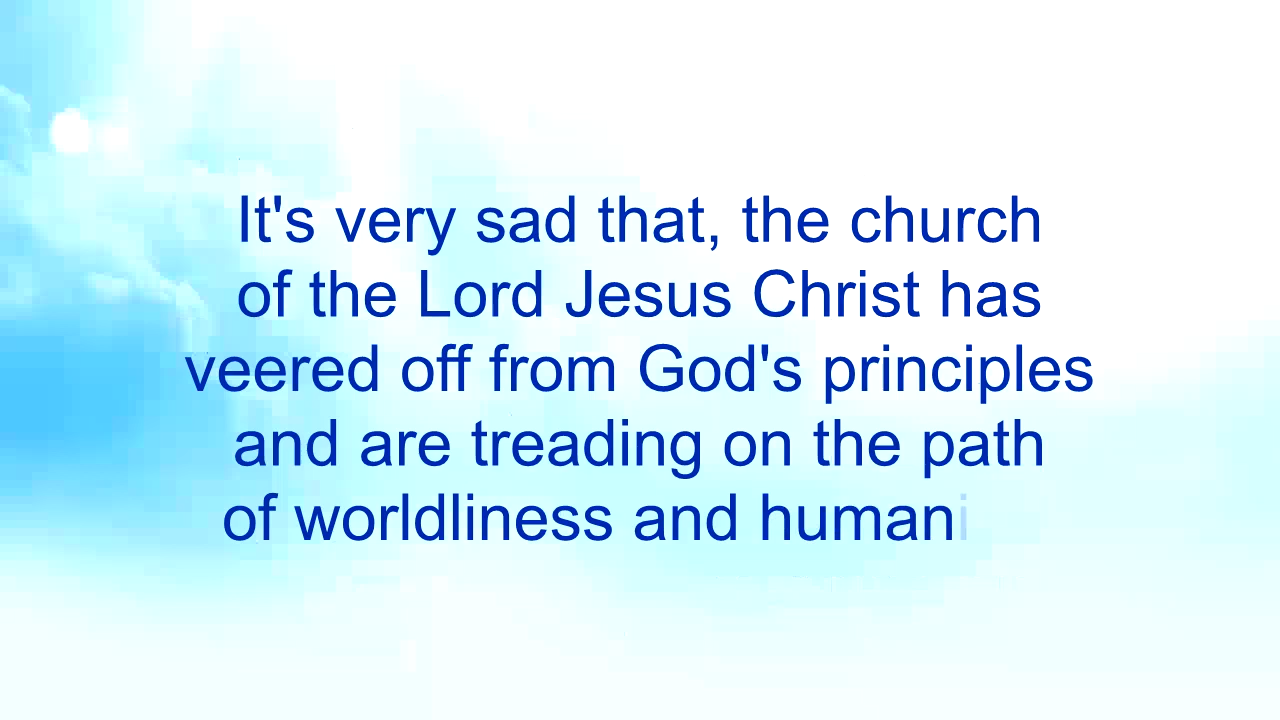 It's very sad that, the church
of the Lord Jesus Christ has
veered off from God's principles
and are treading on the path
of worldliness and humani